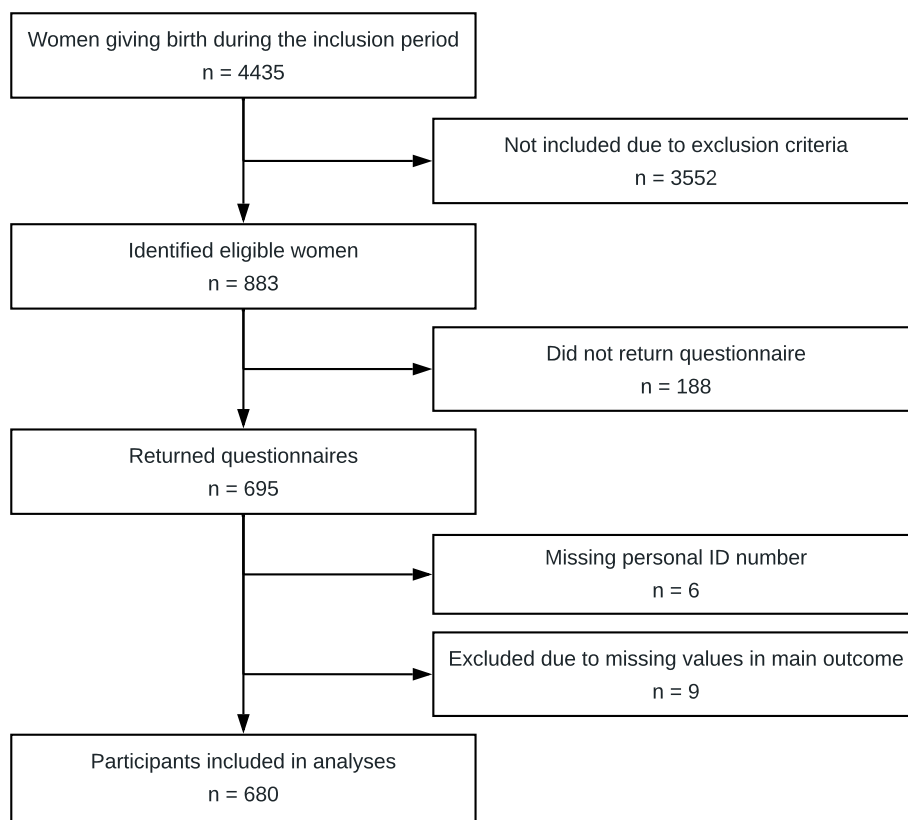 Women giving birth during the inclusion period
n = 4435
Not included due to exclusion criteria
n = 3552
Identified eligible women
n = 883
Did not return questionnaire
n = 188
Returned questionnaires
n = 695
Missing personal ID number
n = 6
Excluded due to missing values in main outcome
n = 9
Participants included in analyses
n = 680